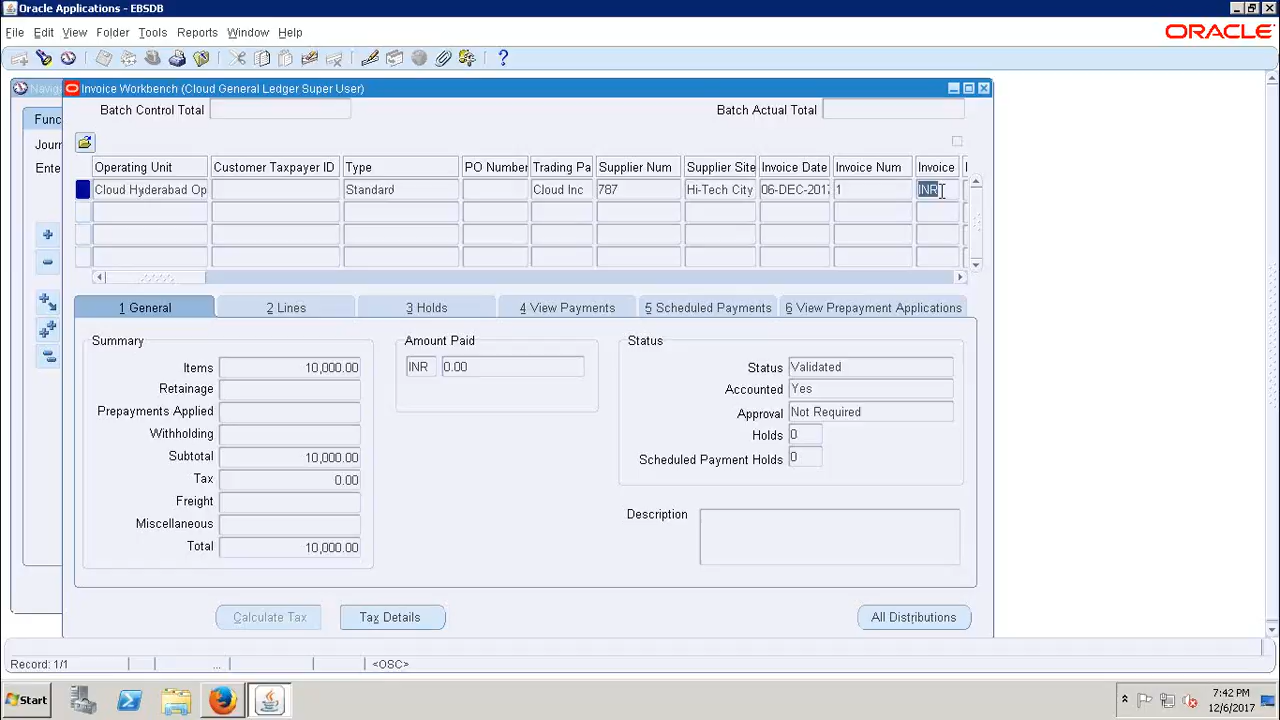 Oracle Applications - EBSDB
File Edit View Folder Tools Reports Window Help
ORACLE
Invoice Workbench (Cloud General Ledger Super User)
Func
Jour
Ente
Batch Control Total
Batch Actual Total
Operating Unit Customer Taxpayer ID Type PO Number Trading Pa Supplier Num Supplier Site Invoice Date Invoice Num Invoice
Cloud Hyderabad Op Standard Cloud Inc 787 Hi-Tech City 06-DEC-2017 1 INR
1 General 2 Lines 3 Holds 4 View Payments 5 Scheduled Payments 6 View Prepayment Applications
Summary
Items 10,000.00
Retainage
Prepayments Applied
Withholding
Subtotal 10,000.00
Tax 0.00
Freight
Miscellaneous
Total 10,000.00
Amount Paid
INR 0.00
Status
Status Validated
Accounted Yes
Approval Not Required
Holds 0
Scheduled Payment Holds 0
Description
Calculate Tax Tax Details All Distributions
Record: 1/1 ... <OSC>
Start
7:42 PM
12/6/2017